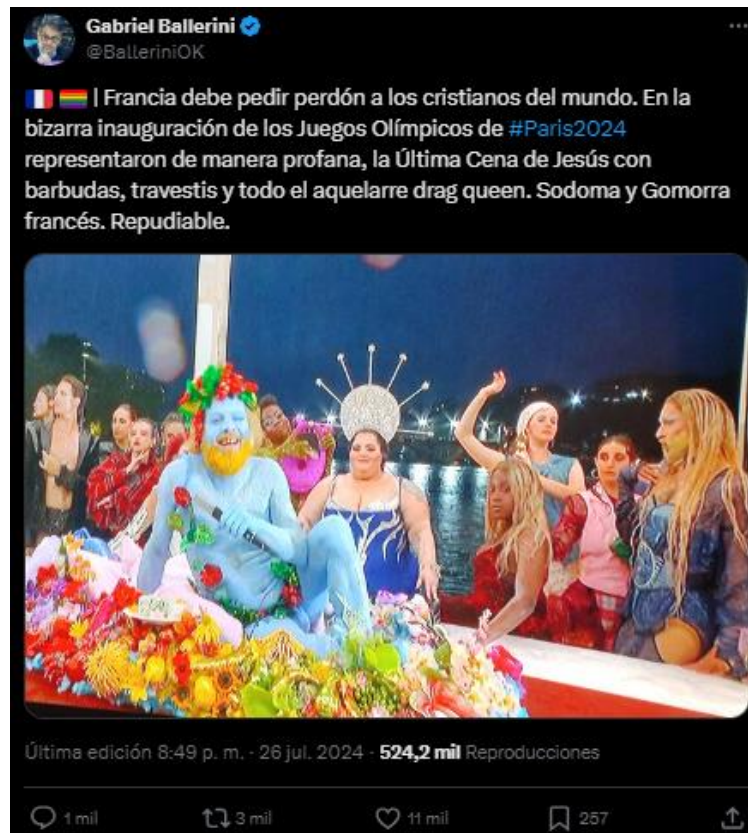 Gabriel Ballerini
@BalleriniOK
| Francia debe pedir perdón a los cristianos del mundo. En la
bizarra inauguración de los Juegos Olímpicos de #Paris2024
representaron de manera profana, la Última Cena de Jesús con
barbudas, travestis y todo el aquelarre drag queen. Sodoma y Gomorra
francés. Repudiable.
Última edición 8:49 p. m. · 26 jul. 2024 · 524,2 mil Reproducciones
1 mil 3 mil 11 mil 257